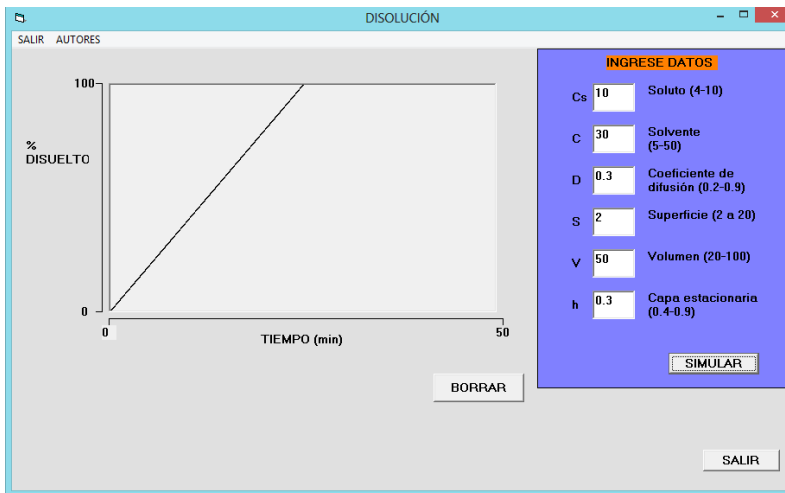 DISOLUCIÓN
SALIR AUTORES
100
%
DISUELTO
0
0
TIEMPO (min)
50
BORRAR
INGRESE DATOS
Cs 10 Soluto (4-10)
C 30 Solvente
(5-50)
D 0.3 Coeficiente de
difusión (0.2-0.9)
S 2 Superficie (2 a 20)
V 50 Volumen (20-100)
h 0.3 Capa estacionaria
(0.4-0.9)
SIMULAR
SALIR